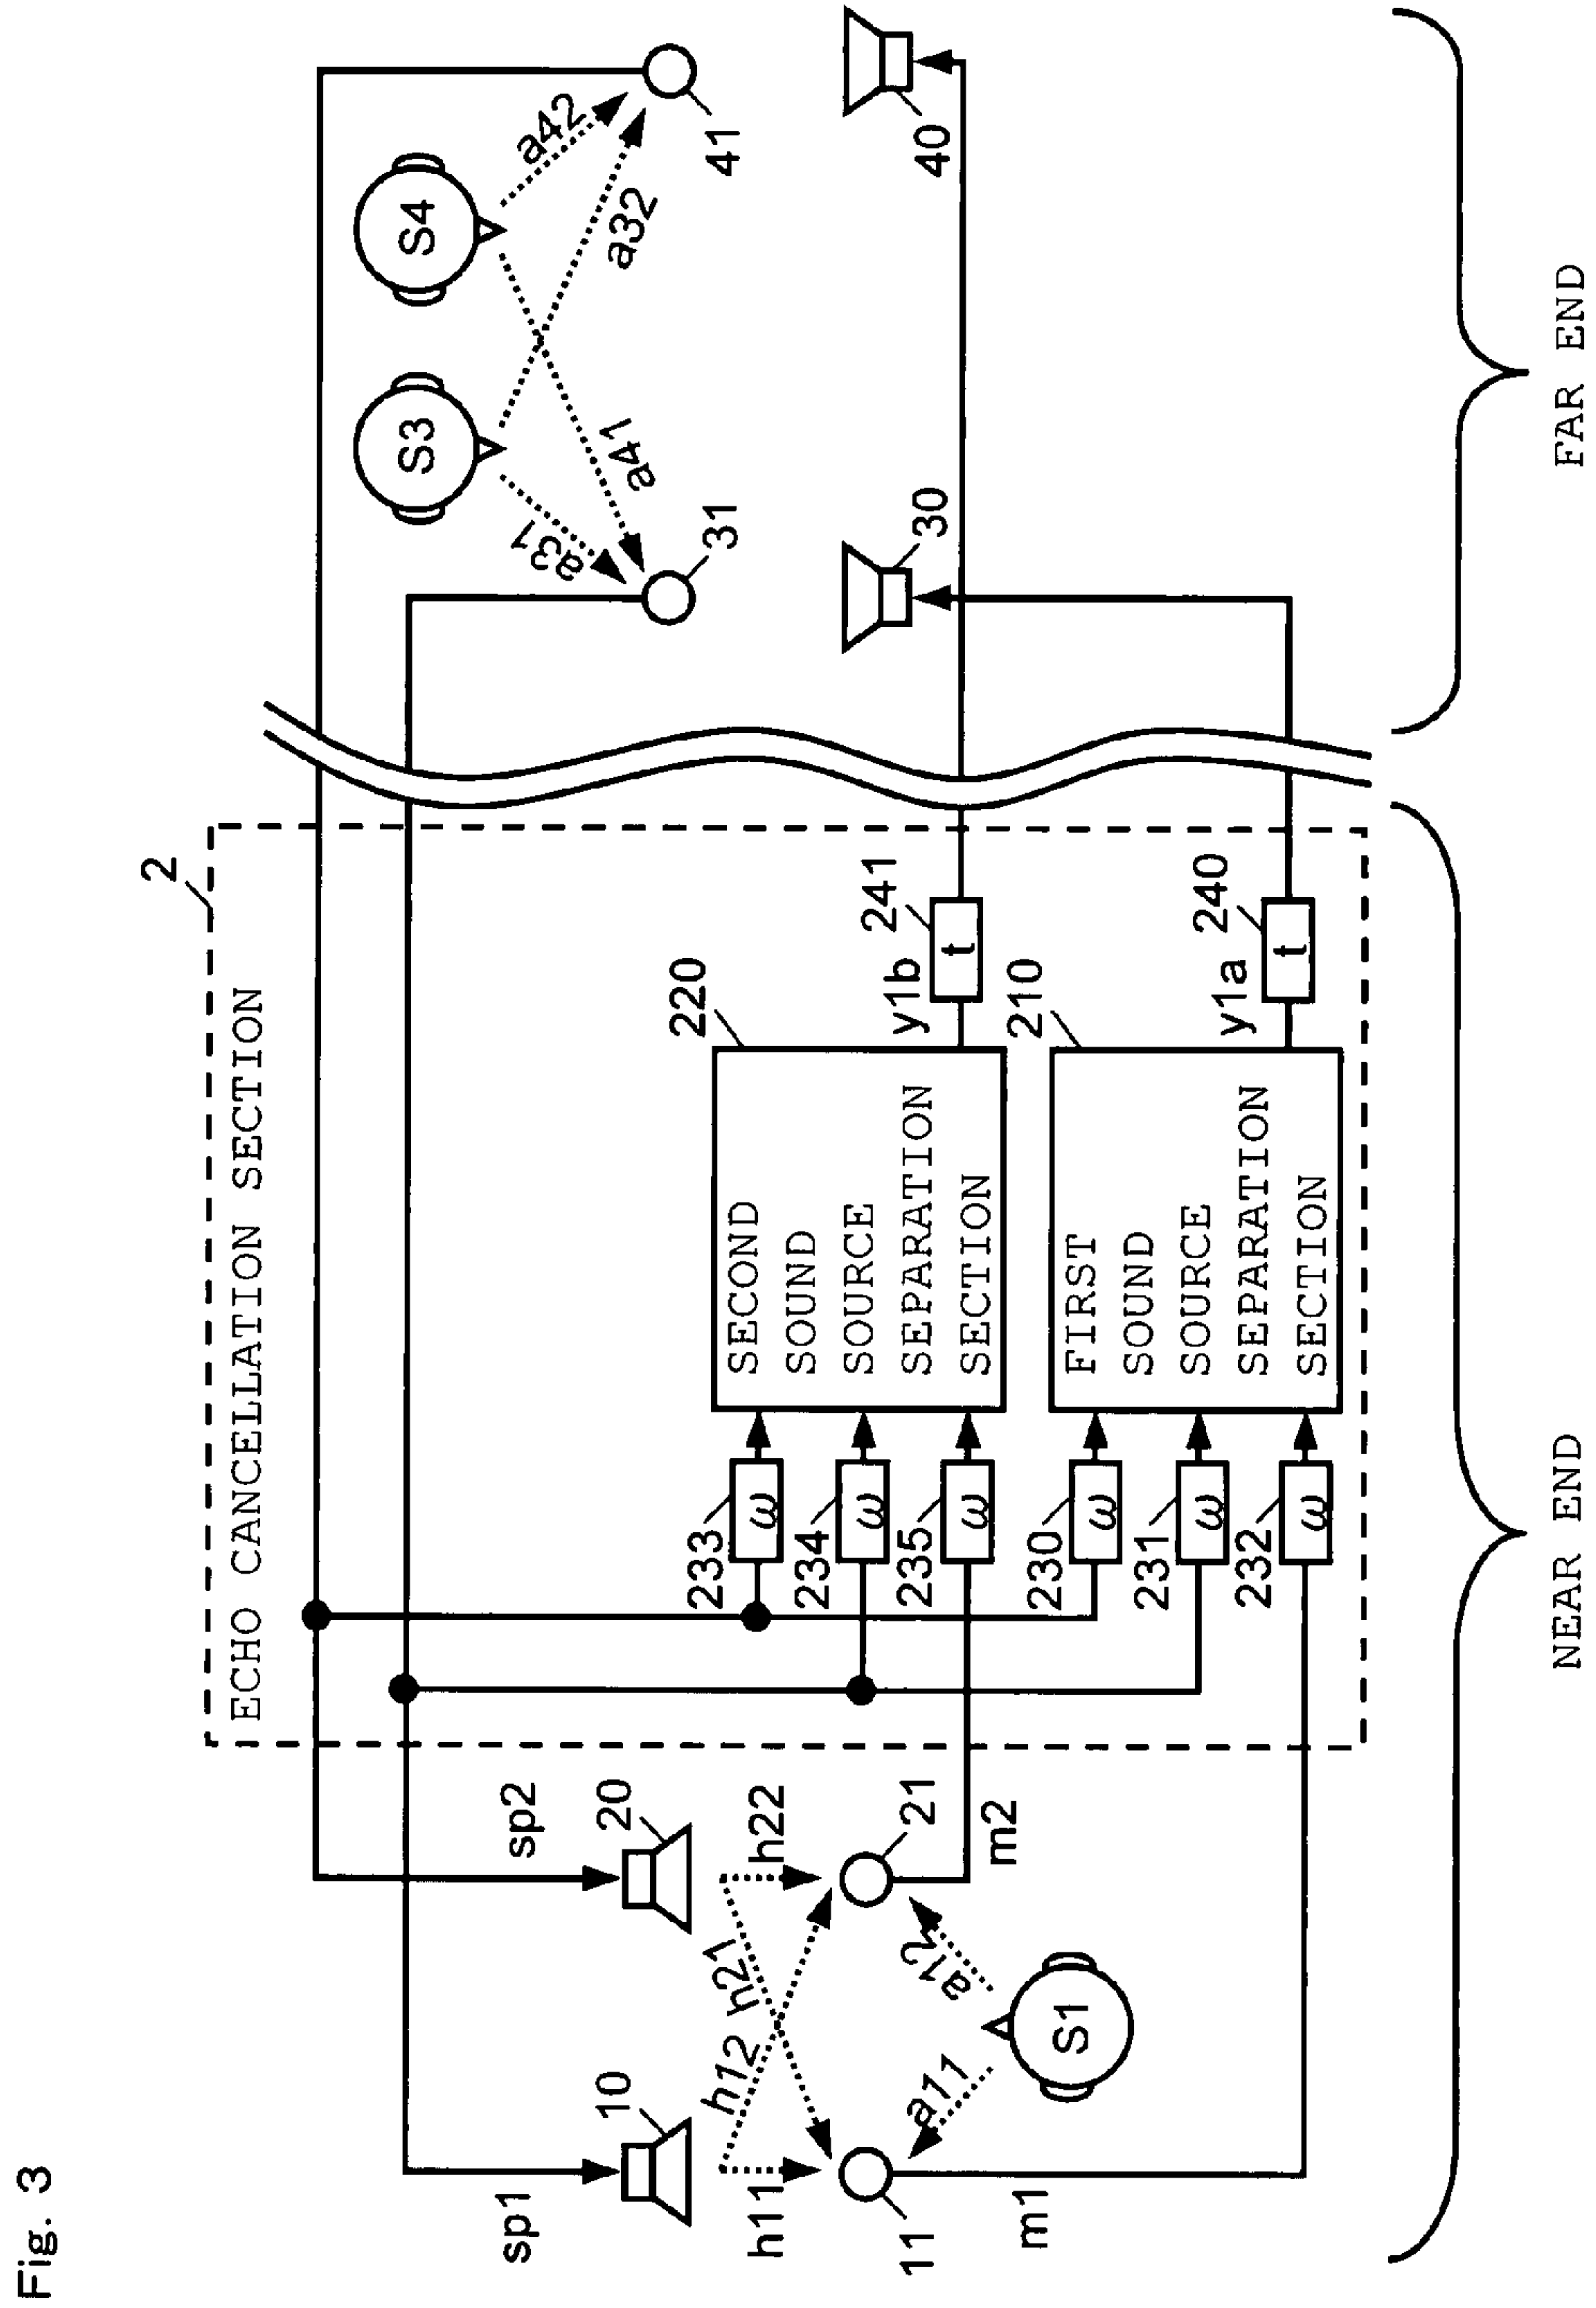 Fig. 3
2
ECHO CANCELLATION SECTION
sp1
sp2
10
20
h11
h12
h21
h22
11
21
a11
a12
S1
m1
m2
233
ω
234
ω
235
ω
230
ω
231
ω
232
ω
220
SECOND
SOUND
SOURCE
SEPARATION
SECTION
210
FIRST
SOUND
SOURCE
SEPARATION
SECTION
y1b
241
t
y1a
240
t
S3
S4
a31
a41
a32
a42
31
41
30
40
NEAR END
FAR END